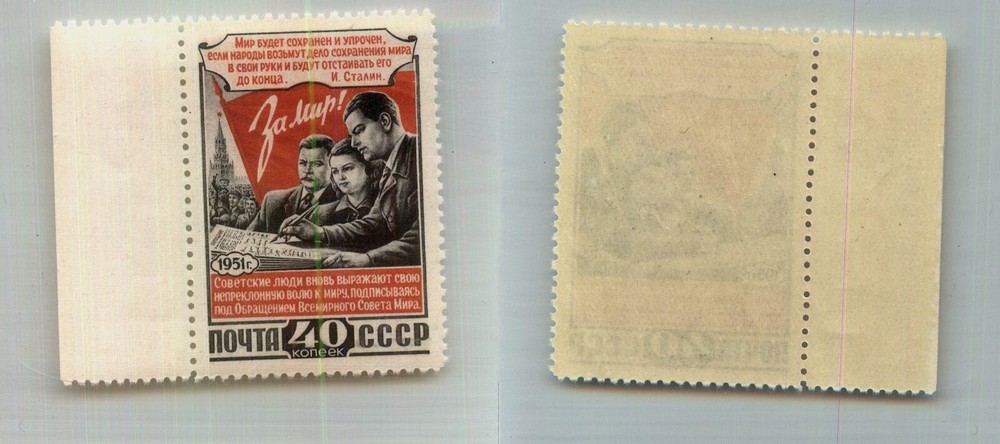 Мир будет сохранен и упрочен,
если народы возьмут дело сохранения мира
в свои руки и будут отстаивать его
до конца. И. Сталин.
За мир!
1951г.
Советские люди вновь выражают свою
непреклонную волю к миру, подписываясь
под Обращением Всемирного Совета Мира.
ПОЧТА 40 СССР
копеек